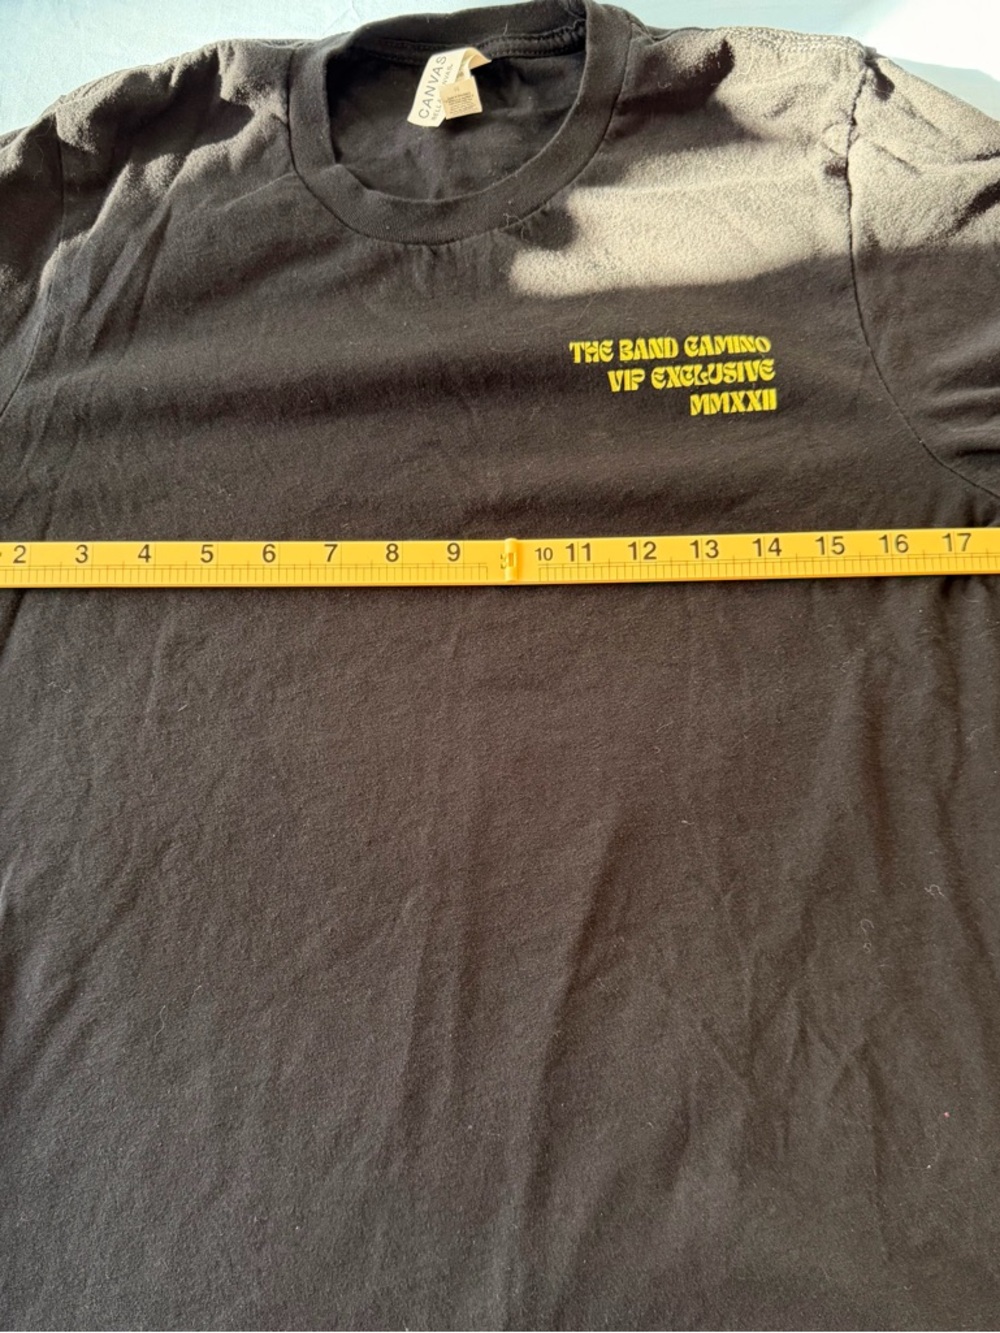 CANVAS
THE BAND CAMINO
VIP EXCLUSIVE
MMXXII
2 3 4 5 6 7 8 9 10 11 12 13 14 15 16 17